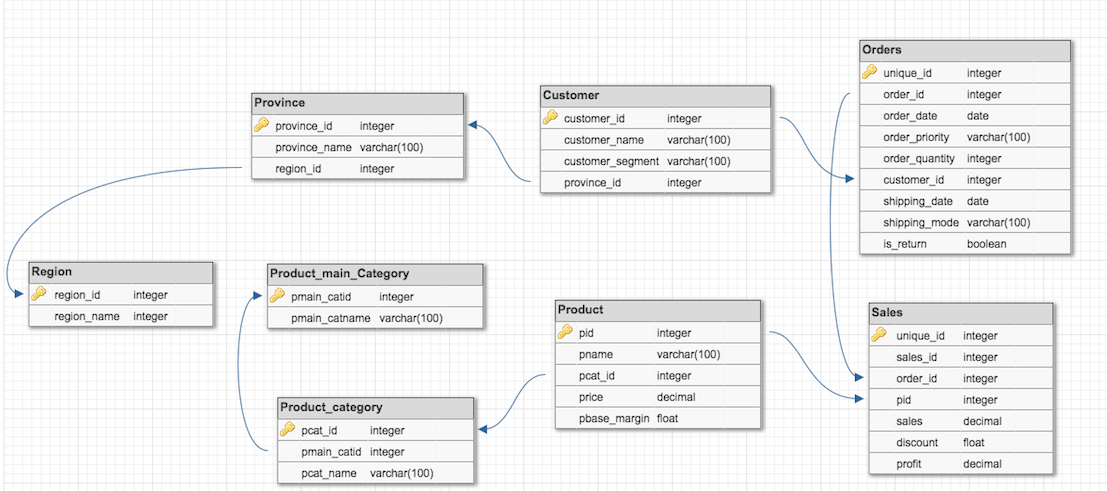 Orders
unique_id integer
order_id integer
order_date date
order_priority varchar(100)
order_quantity integer
customer_id integer
shipping_date date
shipping_mode varchar(100)
is_return boolean
Customer
customer_id integer
customer_name varchar(100)
customer_segment varchar(100)
province_id integer
Province
province_id integer
province_name varchar(100)
region_id integer
Region
region_id integer
region_name integer
Product_main_Category
pmain_catid integer
pmain_catname varchar(100)
Product
pid integer
pname varchar(100)
pcat_id integer
price decimal
pbase_margin float
Sales
unique_id integer
sales_id integer
order_id integer
pid integer
sales decimal
discount float
profit decimal
Product_category
pcat_id integer
pmain_catid integer
pcat_name varchar(100)